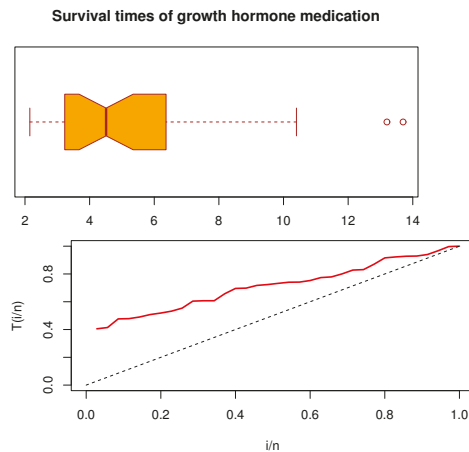 Survival times of growth hormone medication
2 4 6 8 10 12 14
T(i/n)
0.0 0.4 0.8
0.0 0.2 0.4 0.6 0.8 1.0
i/n